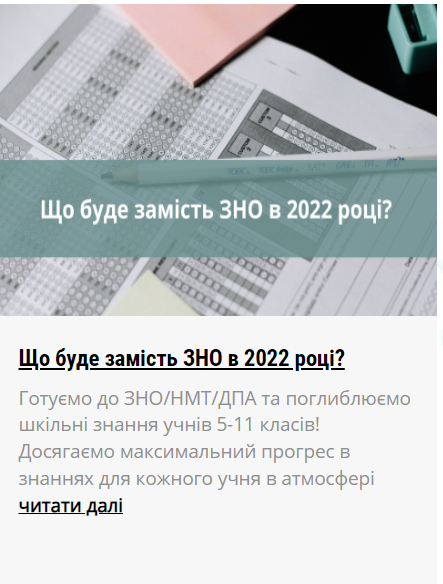 Що буде замість ЗНО в 2022 році?
Що буде замість ЗНО в 2022 році?
Готуємо до ЗНО/НМТ/ДПА та поглиблюємо
шкільні знання учнів 5-11 класів!
Досягаємо максимальний прогрес в
знаннях для кожного учня в атмосфері
читати далі